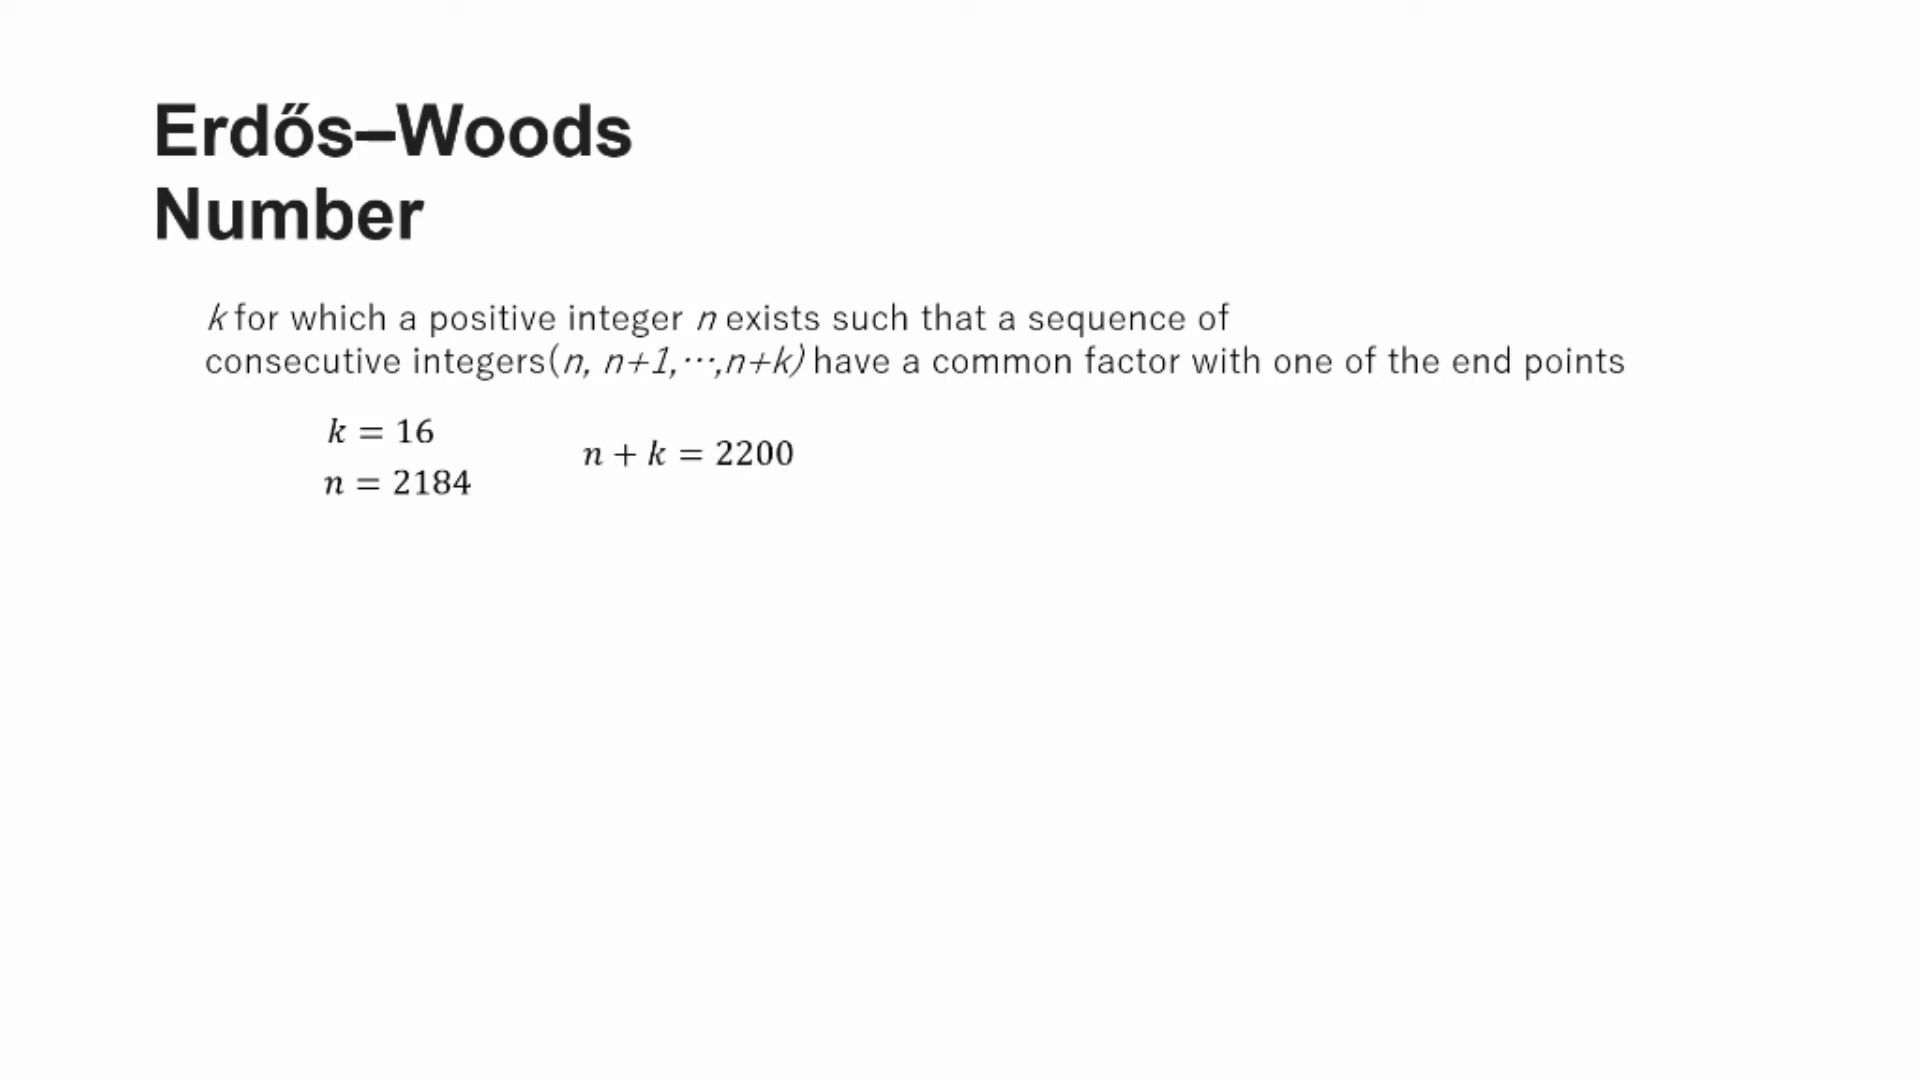 Erdős–Woods
Number
k for which a positive integer n exists such that a sequence of
consecutive integers(n, n+1,⋯,n+k) have a common factor with one of the end points
k = 16
n + k = 2200
n = 2184